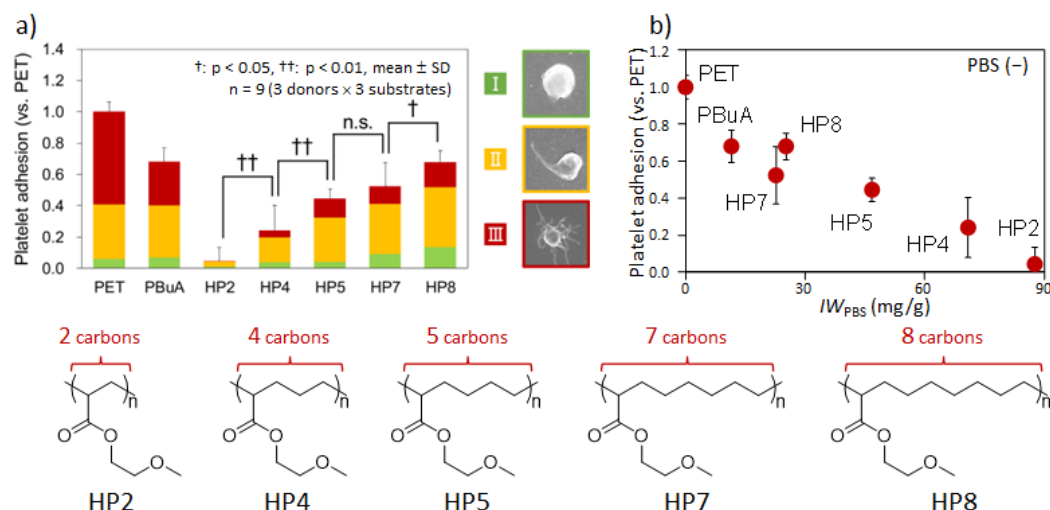 a)
Platelet adhesion (vs. PET)
1.4
1.2
1.0
0.8
0.6
0.4
0.2
0.0
†: p < 0.05, ††: p < 0.01, mean ± SD
n = 9 (3 donors × 3 substrates)
††
††
n.s.
†
PET PBuA HP2 HP4 HP5 HP7 HP8
I
II
III
b)
Platelet adhesion (vs. PET)
1.2
1.0
0.8
0.6
0.4
0.2
0.0
PBS (−)
PET
PBuA
HP8
HP7
HP5
HP4
HP2
0 30 60 90
IWPBS (mg/g)
2 carbons 4 carbons 5 carbons 7 carbons 8 carbons
n n n n n
O O O O O
O O O O O
O O O O O
HP2 HP4 HP5 HP7 HP8